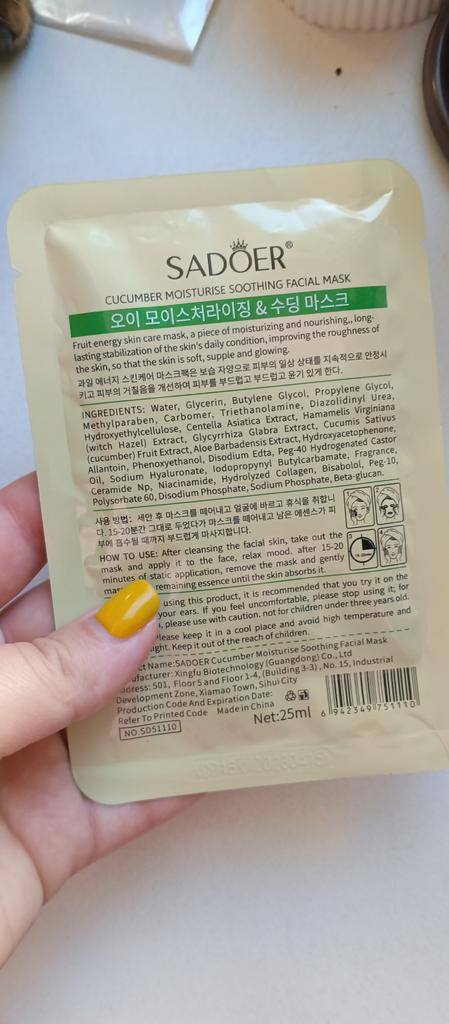 SADOER®
CUCUMBER MOISTURISE SOOTHING FACIAL MASK
오이 모이스처라이징 & 수딩 마스크
Fruit energy skin care mask, a piece of moisturizing and nourishing,, long-
lasting stabilization of the skin's daily condition, improving the roughness of
the skin, so that the skin is soft, supple and glowing.
과일 에너지 스킨케어 마스크팩은 보습 자양으로 피부의 일상 상태를 지속적으로 안정시
키고 피부의 거칠음을 개선하여 피부를 부드럽고 부드럽고 윤기 있게 한다.
INGREDIENTS: Water, Glycerin, Butylene Glycol, Propylene Glycol,
Methylparaben, Carbomer, Triethanolamine, Diazolidinyl Urea,
Hydroxyethylcellulose, Centella Asiatica Extract, Hamamelis Virginiana
(witch Hazel) Extract, Glycyrrhiza Glabra Extract, Cucumis Sativus
(cucumber) Fruit Extract, Aloe Barbadensis Extract, Hydroxyacetophenone,
Allantoin, Phenoxyethanol, Disodium Edta, Peg-40 Hydrogenated Castor
Oil, Sodium Hyaluronate, Iodopropynyl Butylcarbamate, Fragrance,
Ceramide Np, Niacinamide, Hydrolyzed Collagen, Bisabolol, Peg-10,
Polysorbate 60, Disodium Phosphate, Sodium Phosphate, Beta-glucan.
사용 방법: 세안 후 마스크를 떼어내고 얼굴에 바르고 휴식을 취합니
다. 15-20분간 그대로 두었다가 마스크를 떼어내고 남은 에센스가 피
부에 흡수될 때까지 부드럽게 마사지합니다.
HOW TO USE: After cleansing the facial skin, take out the
mask and apply it to the face, relax mood. after 15-20
minutes of static application, remove the mask and gently
remaining essence until the skin absorbs it.
using this product, it is recommended that you try it on the
your ears. If you feel uncomfortable, please stop using it; for
, please use with caution. not for children under three years old.
please keep it in a cool place and avoid high temperature and
Keep it out of the reach of children.
Name:SADOER Cucumber Moisturise Soothing Facial Mask
Xingfu Biotechnology (Guangdong) Co., Ltd
501, Floor 5 and Floor 1-4, (Building 3-3), No. 15, Industrial
Development Zone, Xiamao Town, Sihui City
Production Code And Expiration Date:
Refer To Printed Code Made in China
NO.SD51110
Net:25ml
6 942349 751110